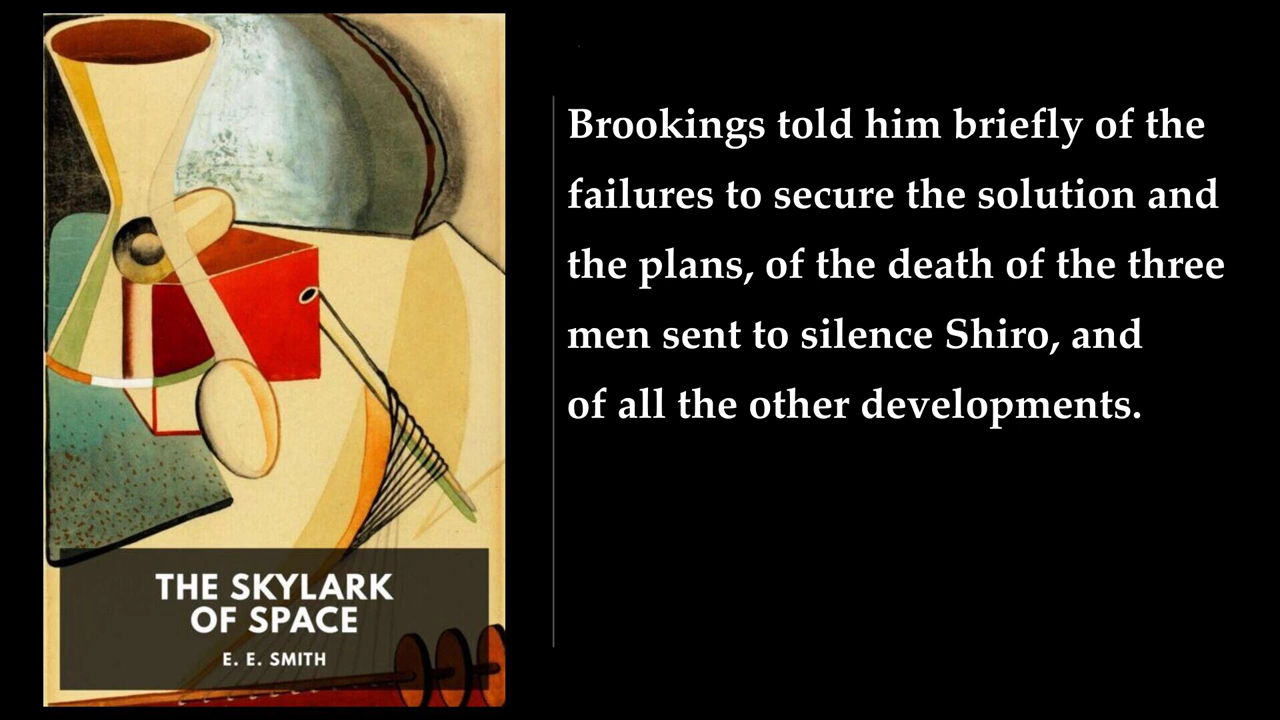 THE SKYLARK
OF SPACE
E. E. SMITH
Brookings told him briefly of the
failures to secure the solution and
the plans, of the death of the three
men sent to silence Shiro, and
of all the other developments.